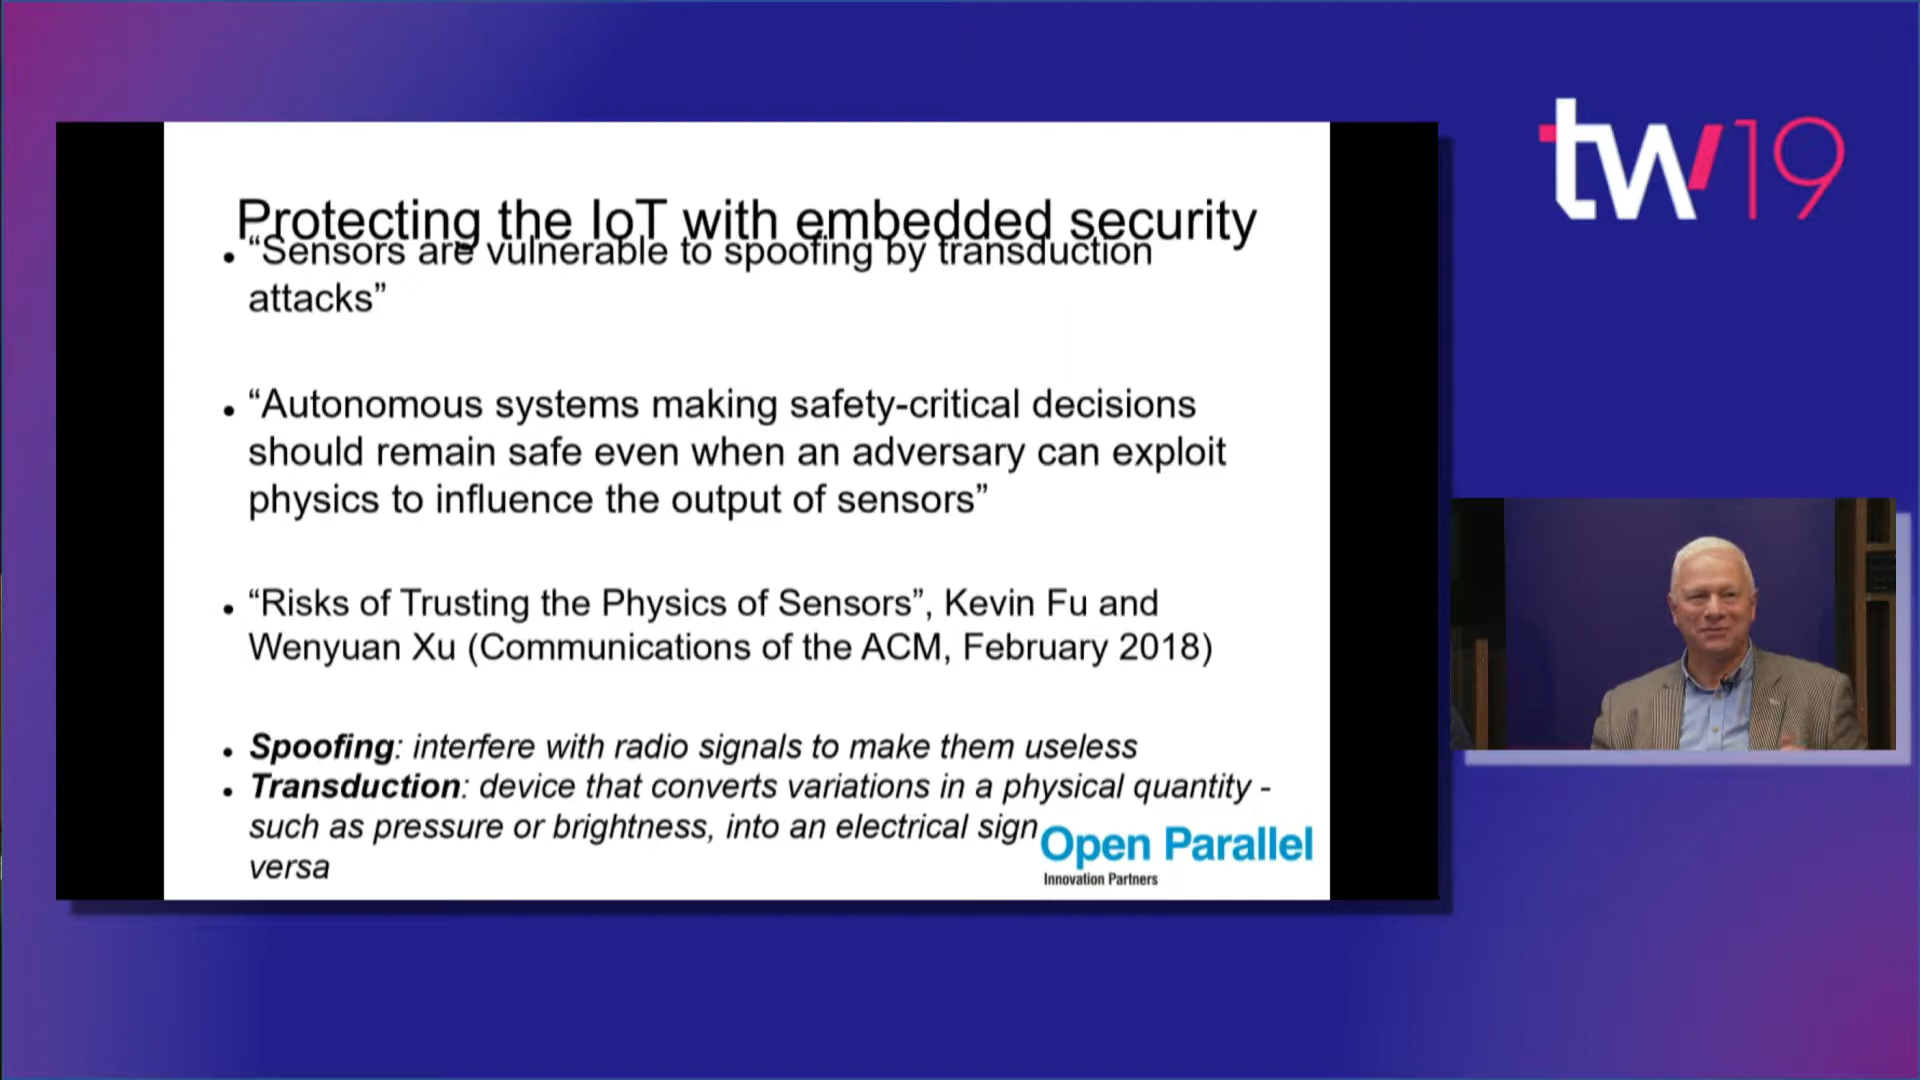 tw19
Protecting the IoT with embedded security
• “Sensors are vulnerable to spoofing by transduction
attacks”
• “Autonomous systems making safety-critical decisions
should remain safe even when an adversary can exploit
physics to influence the output of sensors”
• “Risks of Trusting the Physics of Sensors”, Kevin Fu and
Wenyuan Xu (Communications of the ACM, February 2018)
• Spoofing: interfere with radio signals to make them useless
• Transduction: device that converts variations in a physical quantity -
such as pressure or brightness, into an electrical sign
versa
Open Parallel
Innovation Partners